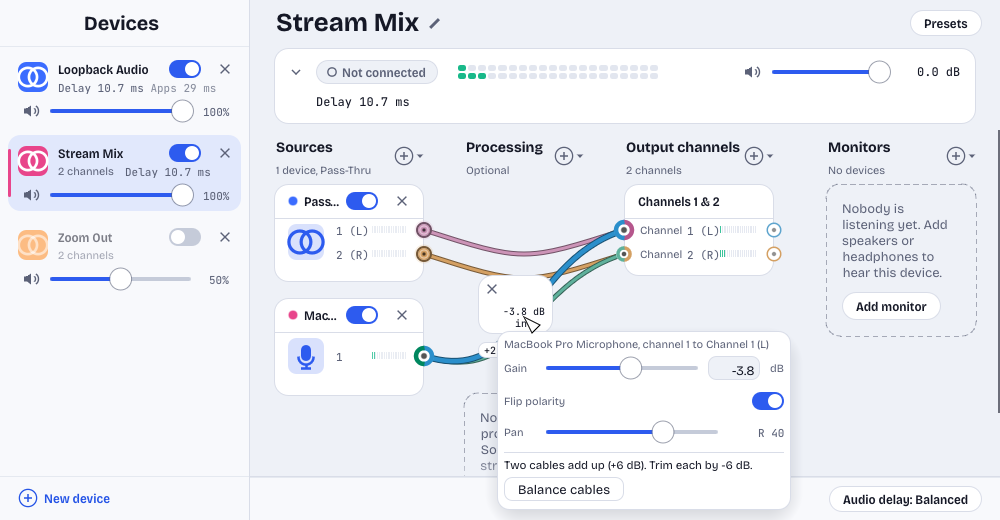 Devices
Loopback Audio
Delay 10.7 ms Apps 29 ms
100%
Stream Mix
2 channels Delay 10.7 ms
100%
Zoom Out
2 channels
50%
New device
Stream Mix
Presets
Not connected
0.0 dB
Delay 10.7 ms
Sources
1 device, Pass-Thru
Processing
Optional
Output channels
2 channels
Monitors
No devices
Pass...
1 (L)
2 (R)
Mac...
1
Channels 1 & 2
Channel 1 (L)
Channel 2 (R)
Nobody is
listening yet. Add
speakers or
headphones to
hear this device.
Add monitor
-3.8 dB
+2
MacBook Pro Microphone, channel 1 to Channel 1 (L)
Gain -3.8 dB
Flip polarity
Pan R 40
Two cables add up (+6 dB). Trim each by -6 dB.
Balance cables
Audio delay: Balanced